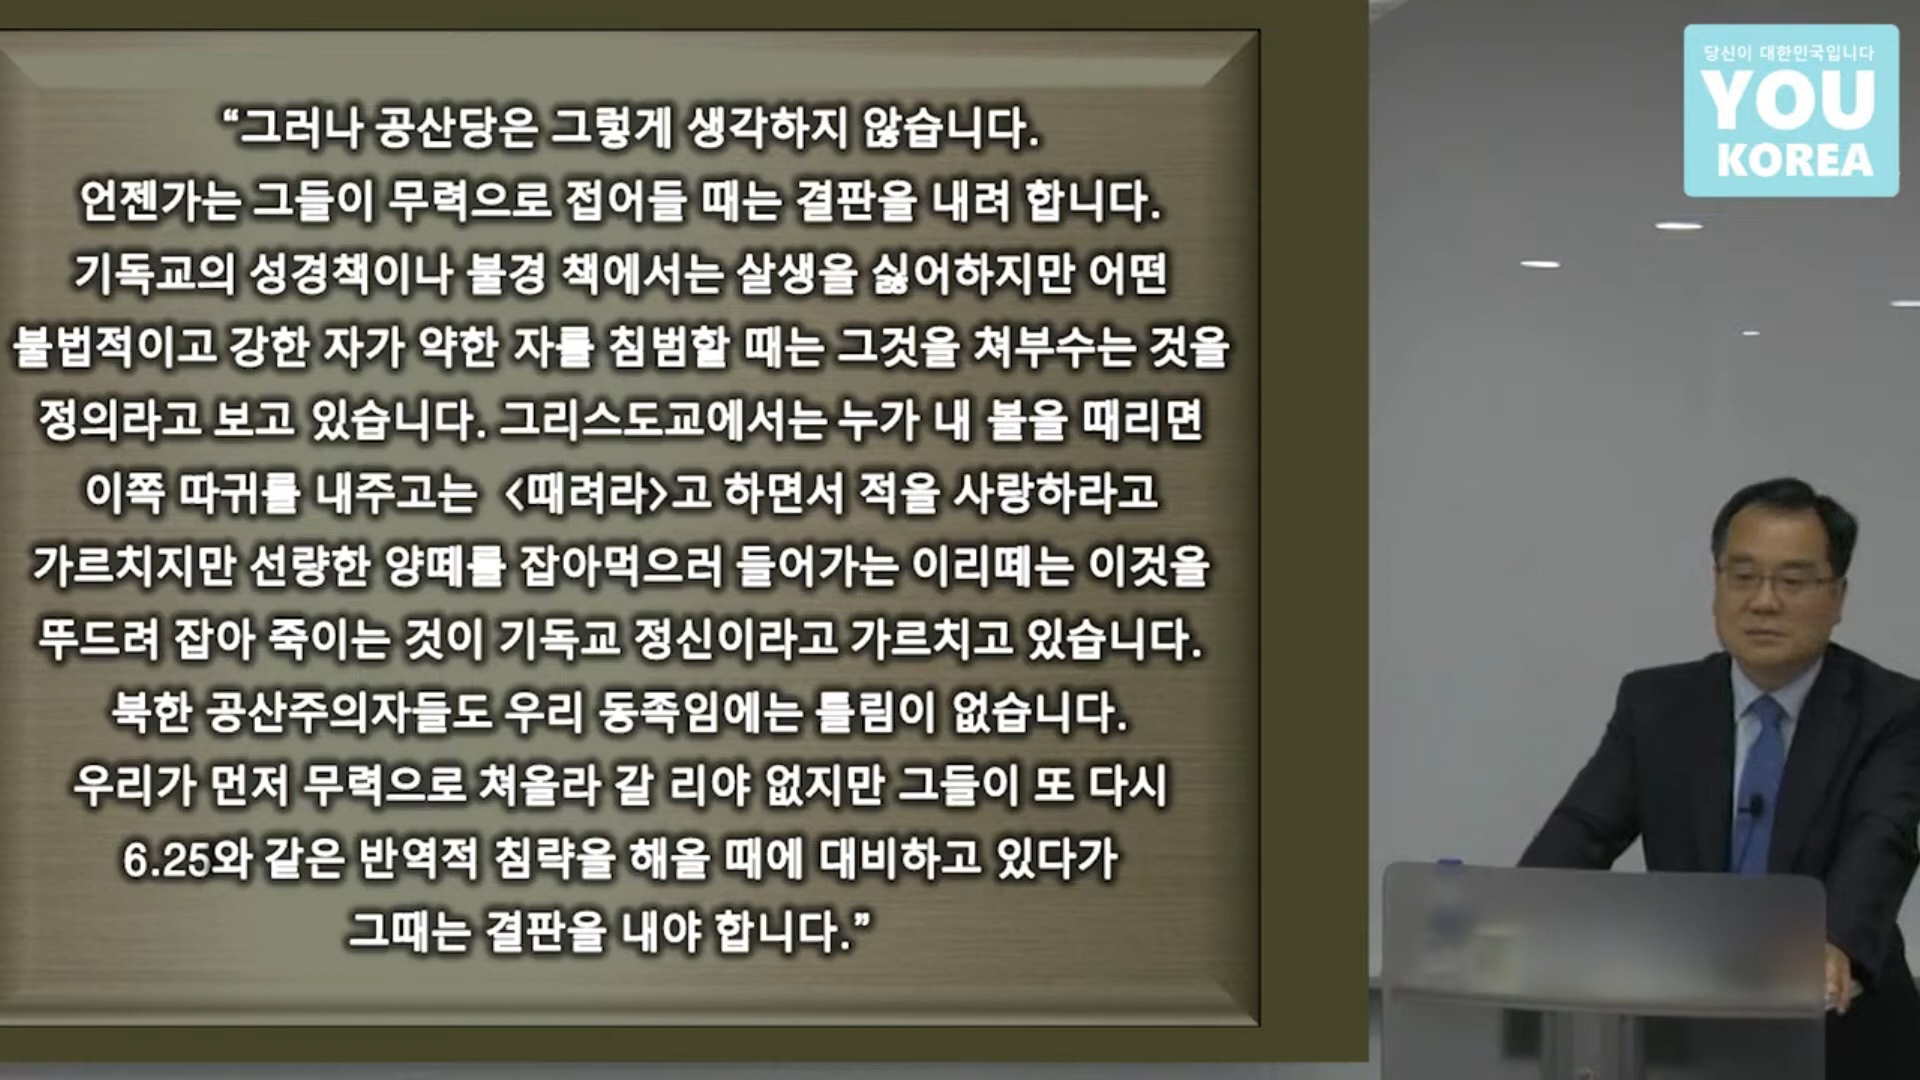 “그러나 공산당은 그렇게 생각하지 않습니다.
언젠가는 그들이 무력으로 접어들 때는 결판을 내려 합니다.
기독교의 성경책이나 불경 책에서는 살생을 싫어하지만 어떤
불법적이고 강한 자가 약한 자를 침범할 때는 그것을 쳐부수는 것을
정의라고 보고 있습니다. 그리스도교에서는 누가 내 볼을 때리면
이쪽 따귀를 내주고는 <때려라>고 하면서 적을 사랑하라고
가르치지만 선량한 양떼를 잡아먹으러 들어가는 이리떼는 이것을
뚜드려 잡아 죽이는 것이 기독교 정신이라고 가르치고 있습니다.
북한 공산주의자들도 우리 동족임에는 틀림이 없습니다.
우리가 먼저 무력으로 쳐올라 갈 리야 없지만 그들이 또 다시
6.25와 같은 반역적 침략을 해올 때에 대비하고 있다가
그때는 결판을 내야 합니다.”
당신이 대한민국입니다
YOU
KOREA